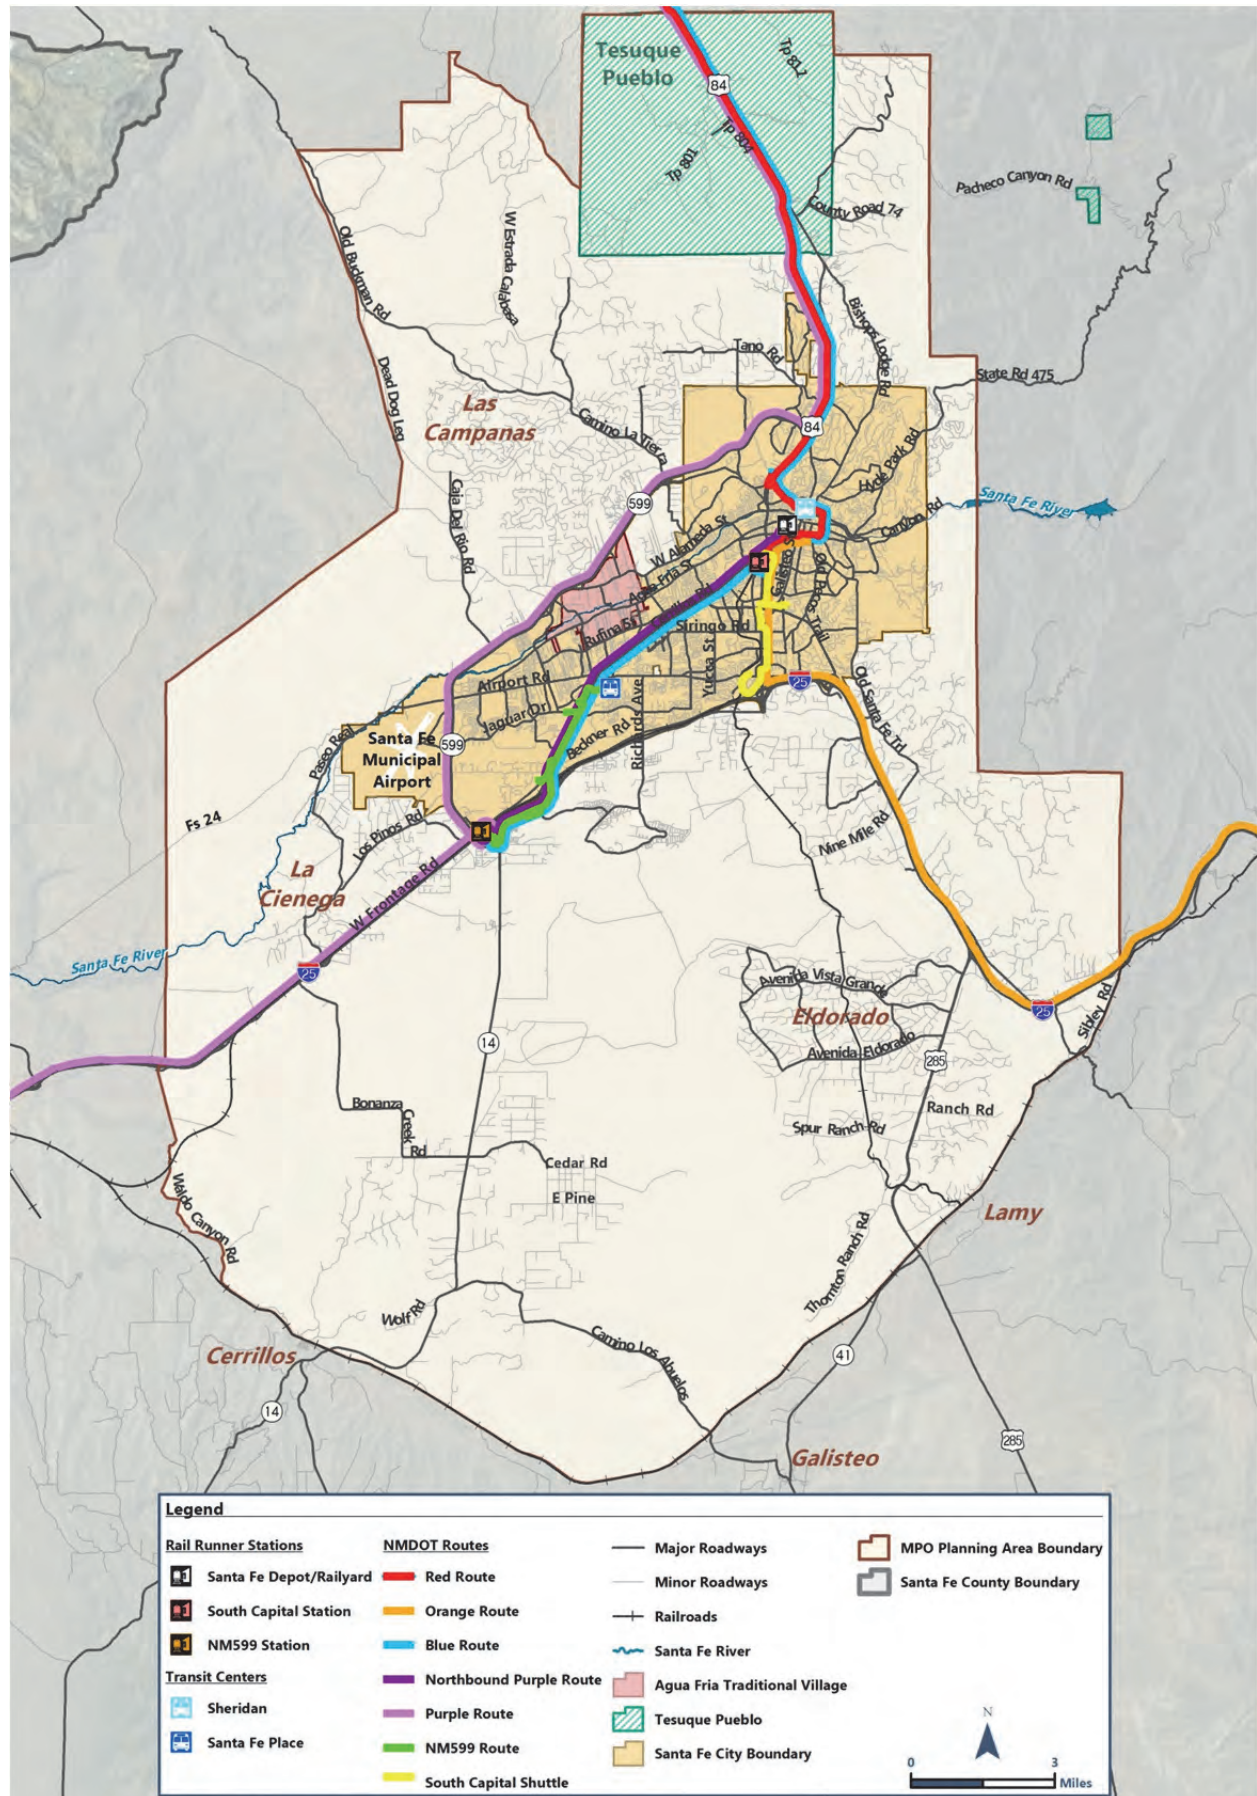 Tesuque
Pueblo
Tp 812
84
Tp 804
Tp 801
Pacheco Canyon Rd
County Road 74
W Estrada Calabasa
Old Buckman Rd
Bishops Lodge Rd
Tano Rd
Dead Dog Leg
State Rd 475
Las
Campanas
Camino La Tierra
84
Hyde Park Rd
Caja Del Rio Rd
599
Santa Fe River
Canyon Rd
W Alameda St
Galisteo St
Agua Fria St
Old Pecos Trail
Rufina St
Siringo Rd
Yucca St
Airport Rd
25
Old Santa Fe Trl
Jaguar Dr
Richards Ave
Beckner Rd
Paseo Real
Santa Fe
Municipal
Airport
599
Fs 24
Los Pinos Rd
Nine Mile Rd
La
Cienega
W Frontage Rd
Santa Fe River
25
Avenida Vista Grande
Eldorado
25
Sibley Rd
14
Avenida Eldorado
285
Bonanza
Creek
Rd
Ranch Rd
Spur Ranch Rd
Cedar Rd
E Pine
Waldo Canyon Rd
Lamy
Thornton Ranch Rd
Wolf Rd
Camino Los Abuelos
Cerrillos
41
14
285
Galisteo
Legend
Rail Runner Stations
Santa Fe Depot/Railyard
South Capital Station
NM599 Station
Transit Centers
Sheridan
Santa Fe Place
NMDOT Routes
Red Route
Orange Route
Blue Route
Northbound Purple Route
Purple Route
NM599 Route
South Capital Shuttle
Major Roadways
Minor Roadways
Railroads
Santa Fe River
Agua Fria Traditional Village
Tesuque Pueblo
Santa Fe City Boundary
MPO Planning Area Boundary
Santa Fe County Boundary
N
0 3
Miles